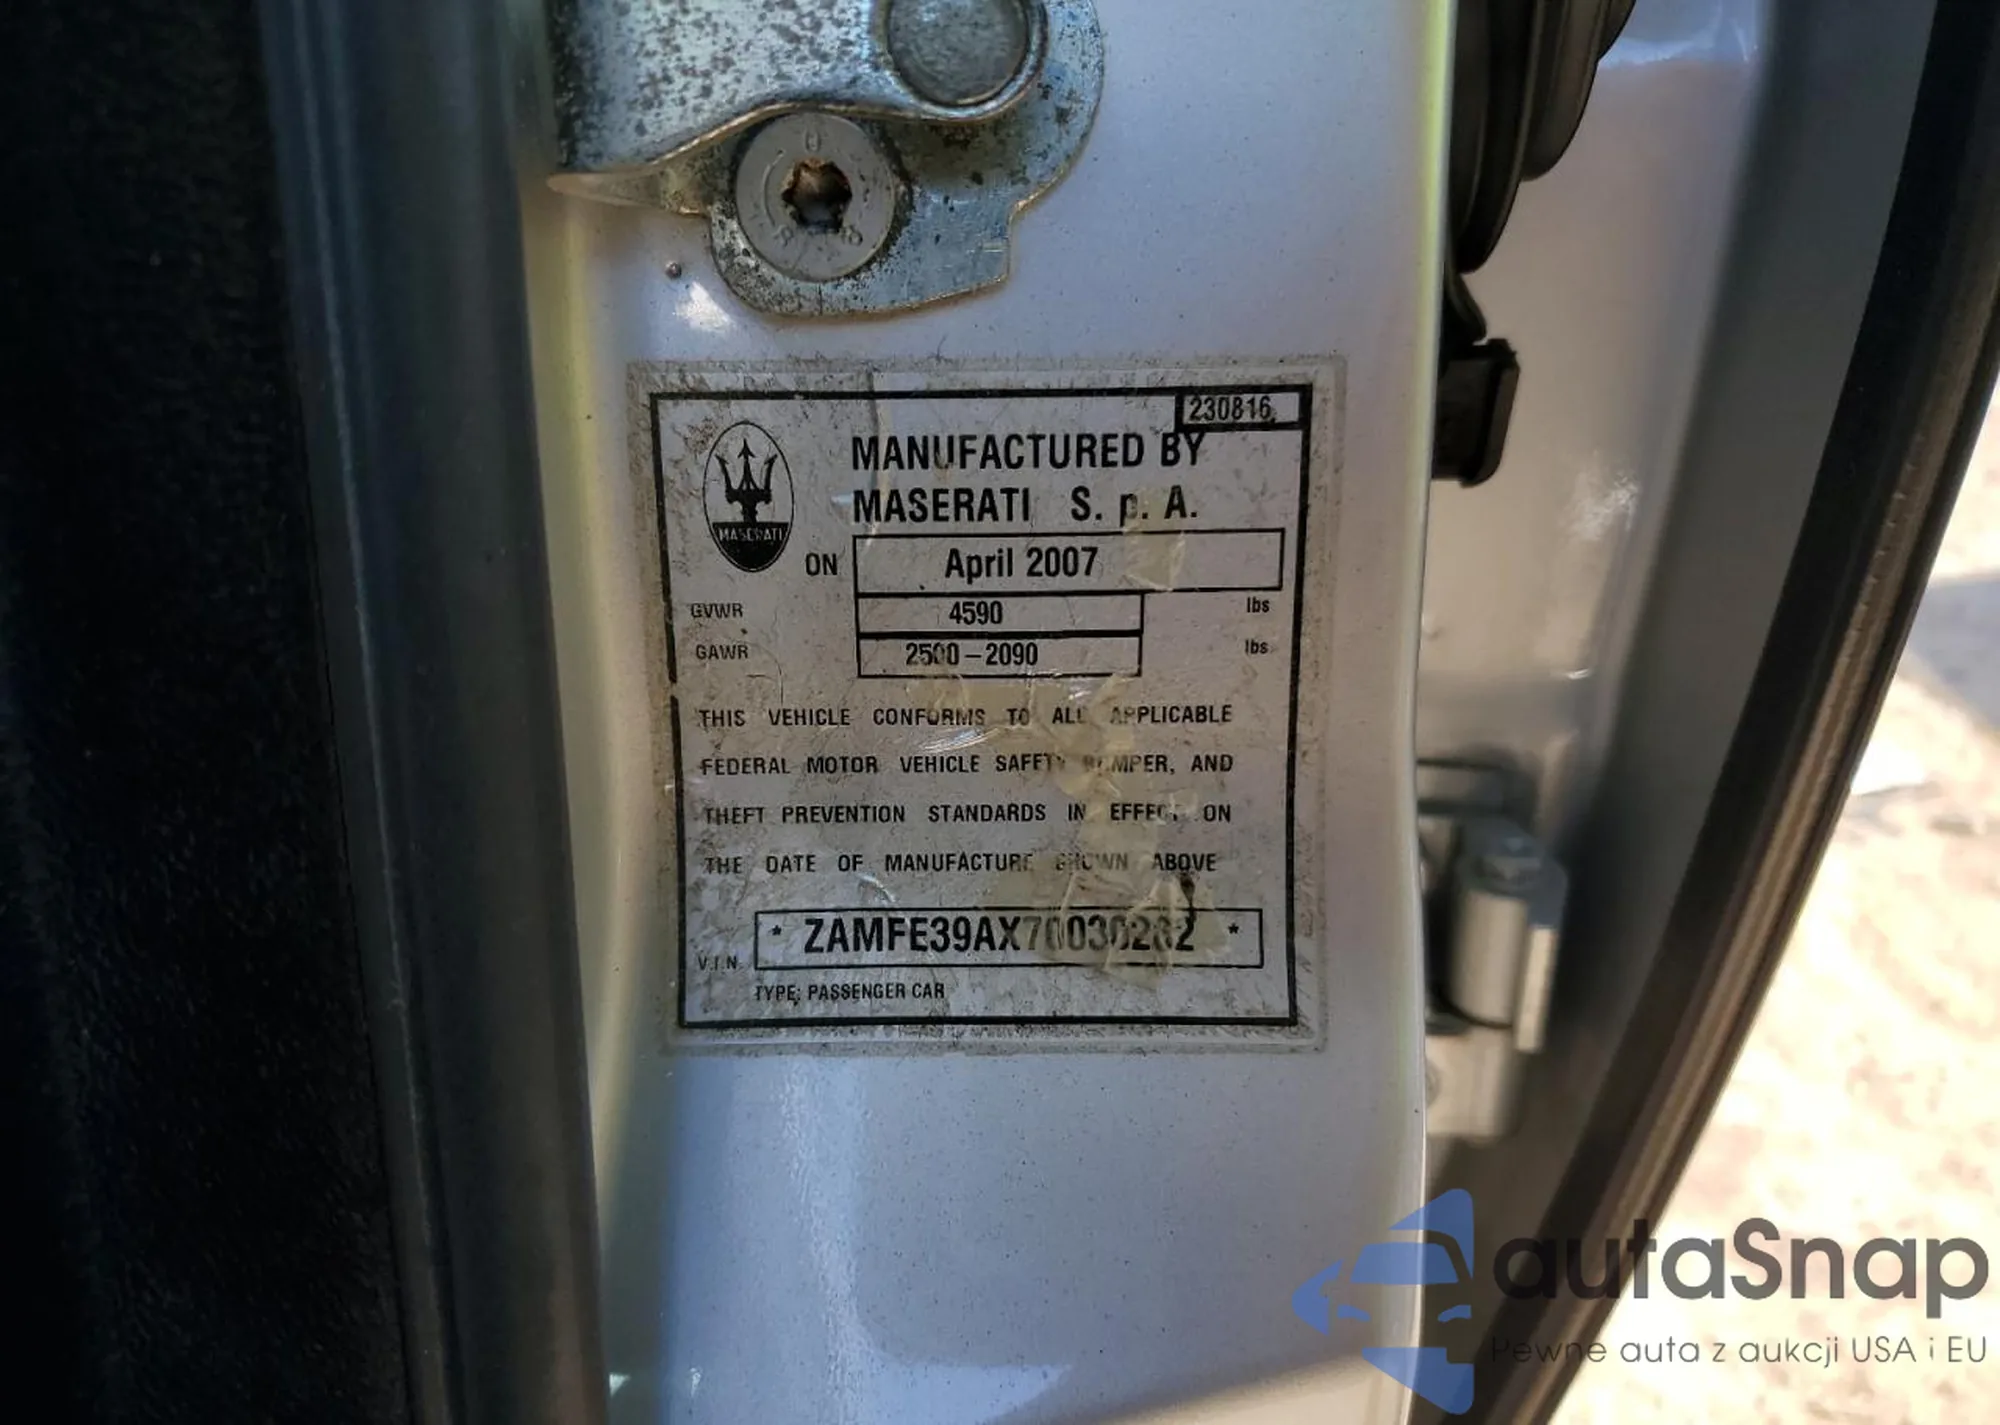 230816
MANUFACTURED BY
MASERATI S. p. A.
MASERATI
ON April 2007
GVWR 4590 lbs
GAWR 2500-2090 lbs
THIS VEHICLE CONFORMS TO ALL APPLICABLE
FEDERAL MOTOR VEHICLE SAFETY BUMPER, AND
THEFT PREVENTION STANDARDS IN EFFECT ON
THE DATE OF MANUFACTURE SHOWN ABOVE
V.I.N. * ZAMFE39AX70030282 *
TYPE: PASSENGER CAR
autaSnap
Pewne auta z aukcji USA i EU